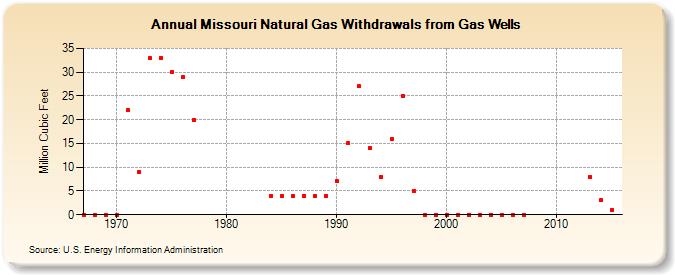 Annual Missouri Natural Gas Withdrawals from Gas Wells
Million Cubic Feet
35
30
25
20
15
10
5
0
1970 1980 1990 2000 2010
Source: U.S. Energy Information Administration